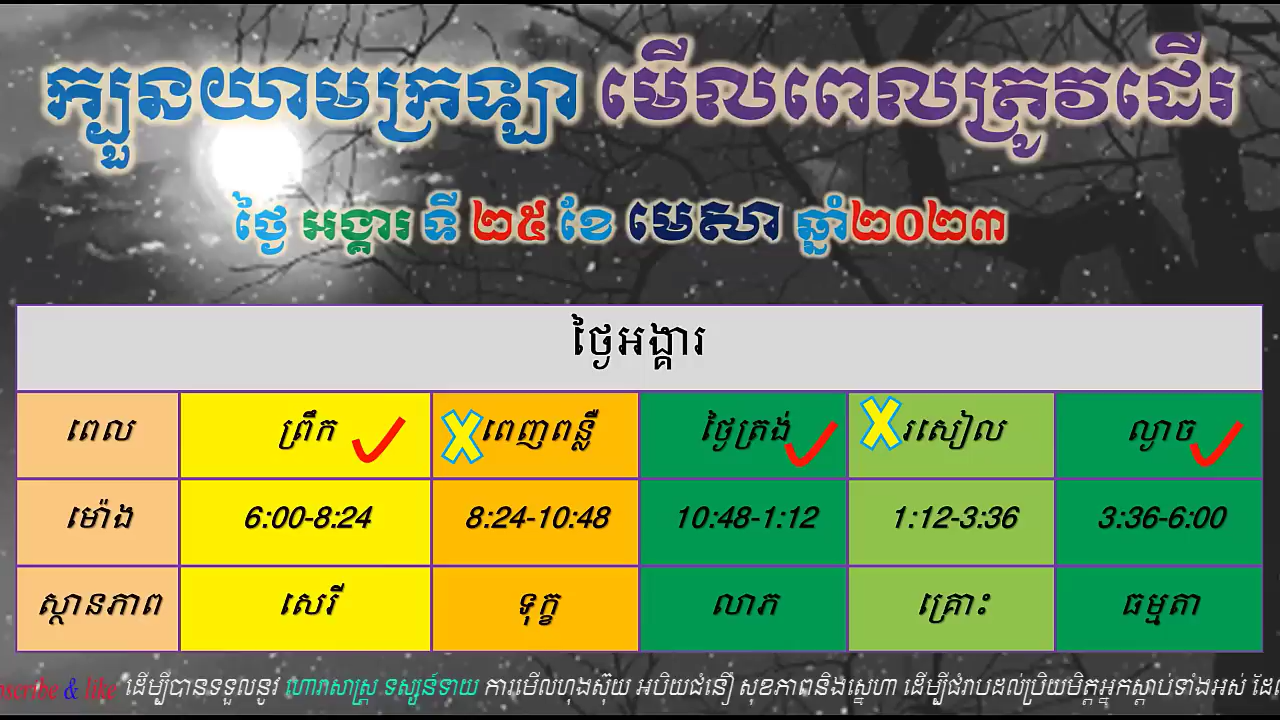 ក្បួនយាមក្រឡា មើលពេលត្រូវដើរ
ថ្ងៃ អង្គារ ទី ២៥ ខែ មេសា ឆ្នាំ២០២៣
ថ្ងៃអង្គារ
ពេល ព្រឹក ពេញពន្លឺ ថ្ងៃត្រង់ រសៀល ល្ងាច
ម៉ោង 6:00-8:24 8:24-10:48 10:48-1:12 1:12-3:36 3:36-6:00
ស្ថានភាព សេរី ទុក្ខ លាភ គ្រោះ ធម្មតា
& like ដើម្បីបានទទួលនូវ ហោរាសាស្ត្រ ទស្សន៍ទាយ ការមើលហុងស៊ុយ អបិយជំនឿ សុខភាពនិងស្នេហា ដើម្បីជំរាបដល់ប្រិយមិត្តអ្នកស្តាប់ទាំងអស់